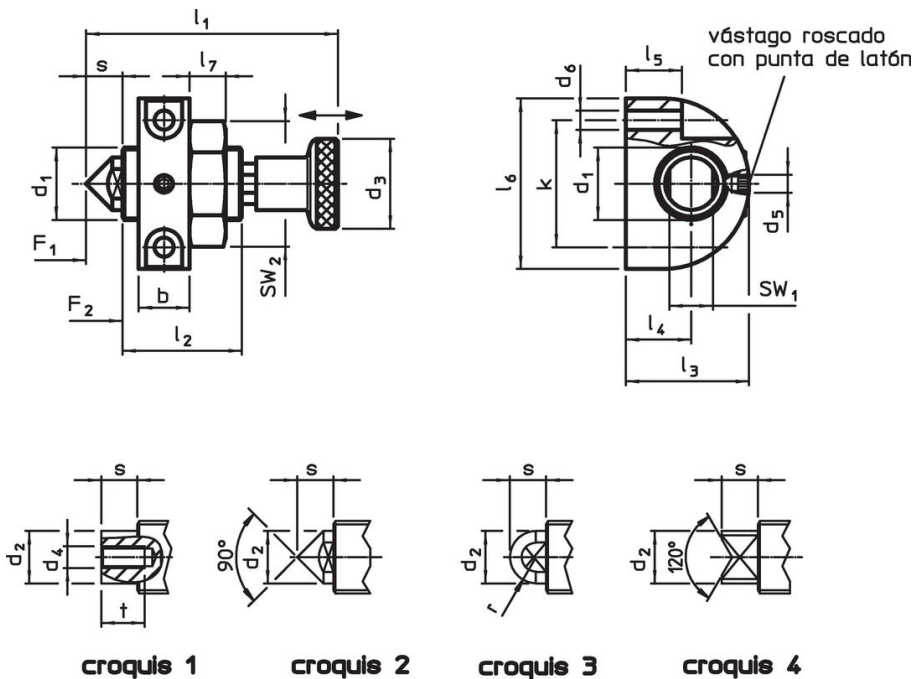 l1
s
l7
d1
d3
F1
SW2
F2
b
l2
vástago roscado
con punta de latón
l5
d6
l6
k
d1
d5
SW1
l4
l3
s
d2
d4
t
croquis 1
s
90°
d2
croquis 2
s
d2
r
croquis 3
s
d2
120°
croquis 4